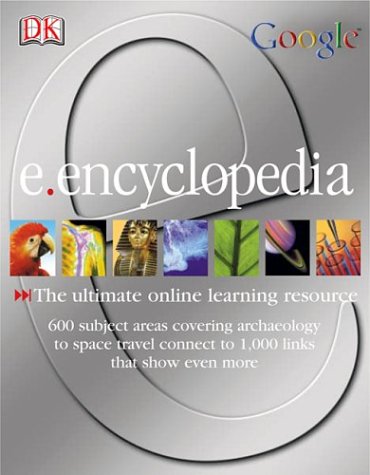 DK
Google™
e.encyclopedia
The ultimate online learning resource
600 subject areas covering archaeology
to space travel connect to 1,000 links
that show even more